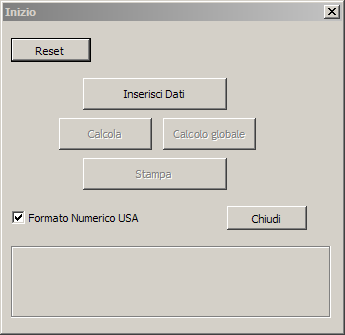 Inizio
Reset
Inserisci Dati
Calcola Calcolo globale
Stampa
Formato Numerico USA Chiudi